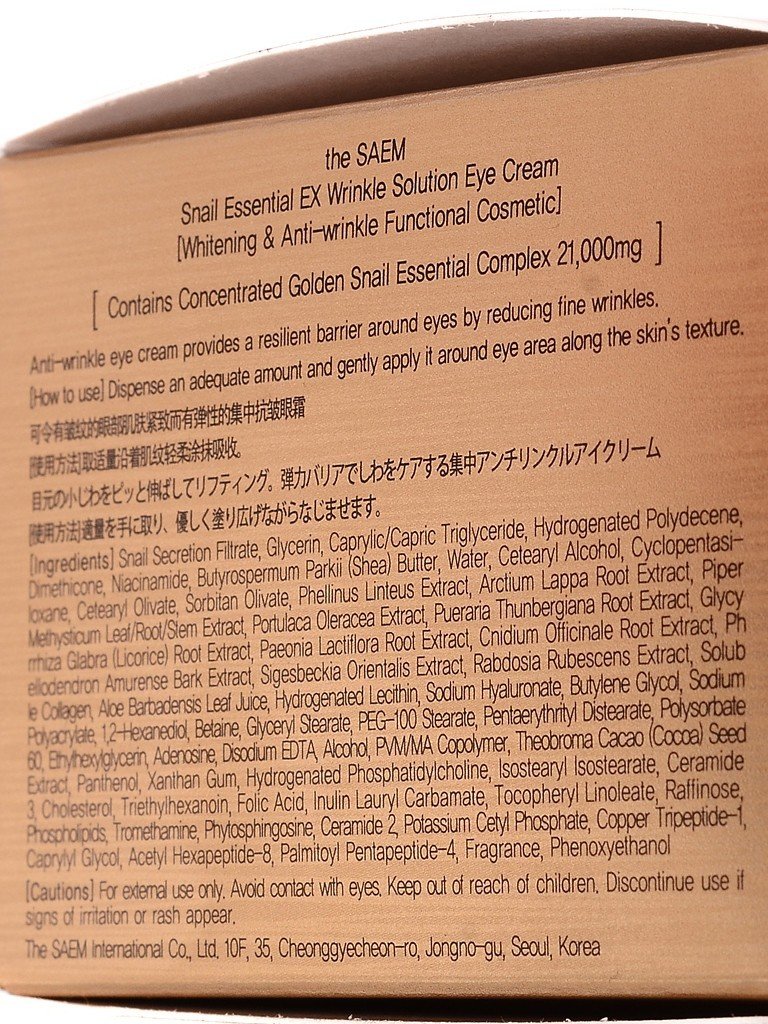 the SAEM
Snail Essential EX Wrinkle Solution Eye Cream
[Whitening & Anti-wrinkle Functional Cosmetic]
[ Contains Concentrated Golden Snail Essential Complex 21,000mg ]
Anti-wrinkle eye cream provides a resilient barrier around eyes by reducing fine wrinkles.
[How to use] Dispense an adequate amount and gently apply it around eye area along the skin's texture.
可令有皱纹的眼部肌肤紧致而有弹性的集中抗皱眼霜
[使用方法]取适量沿着肌纹轻柔涂抹吸收。
目元の小じわをピッと伸ばしてリフティング。弾力バリアでしわをケアする集中アンチリンクルアイクリーム
[使用方法]適量を手に取り、優しく塗り広げながらなじませます。
[Ingredients] Snail Secretion Filtrate, Glycerin, Caprylic/Capric Triglyceride, Hydrogenated Polydecene,
Dimethicone, Niacinamide, Butyrospermum Parkii (Shea) Butter, Water, Cetearyl Alcohol, Cyclopentasi-
loxane, Cetearyl Olivate, Sorbitan Olivate, Phellinus Linteus Extract, Arctium Lappa Root Extract, Piper
Methysticum Leaf/Root/Stem Extract, Portulaca Oleracea Extract, Pueraria Thunbergiana Root Extract, Glycy
rrhiza Glabra (Licorice) Root Extract, Paeonia Lactiflora Root Extract, Cnidium Officinale Root Extract, Ph
ellodendron Amurense Bark Extract, Sigesbeckia Orientalis Extract, Rabdosia Rubescens Extract, Solub
le Collagen, Aloe Barbadensis Leaf Juice, Hydrogenated Lecithin, Sodium Hyaluronate, Butylene Glycol, Sodium
Polyacrylate, 1,2-Hexanediol, Betaine, Glyceryl Stearate, PEG-100 Stearate, Pentaerythrityl Distearate, Polysorbate
60, Ethylhexylglycerin, Adenosine, Disodium EDTA, Alcohol, PVM/MA Copolymer, Theobroma Cacao (Cocoa) Seed
Extract, Panthenol, Xanthan Gum, Hydrogenated Phosphatidylcholine, Isostearyl Isostearate, Ceramide
3, Cholesterol, Triethylhexanoin, Folic Acid, Inulin Lauryl Carbamate, Tocopheryl Linoleate, Raffinose,
Phospholipids, Tromethamine, Phytosphingosine, Ceramide 2, Potassium Cetyl Phosphate, Copper Tripeptide-1,
Caprylyl Glycol, Acetyl Hexapeptide-8, Palmitoyl Pentapeptide-4, Fragrance, Phenoxyethanol
[Cautions] For external use only. Avoid contact with eyes. Keep out of reach of children. Discontinue use if
signs of irritation or rash appear.
The SAEM International Co., Ltd. 10F, 35, Cheonggyecheon-ro, Jongno-gu, Seoul, Korea